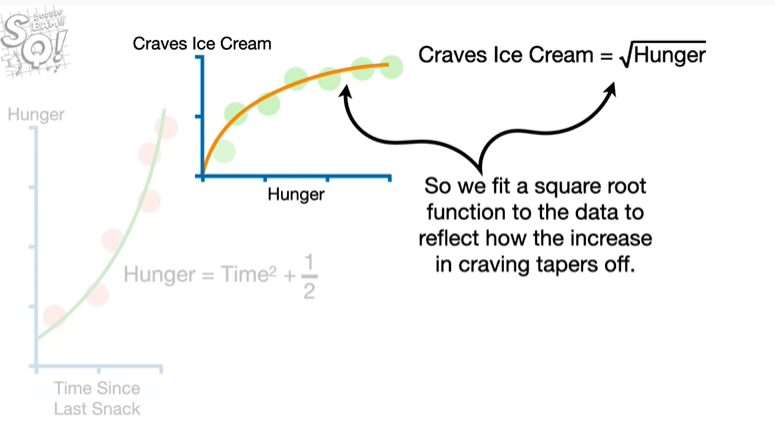 Craves Ice Cream
Craves Ice Cream = √Hunger
Hunger
Hunger
So we fit a square root
function to the data to
reflect how the increase
in craving tapers off.
Hunger = Time² + 1/2
Time Since
Last Snack